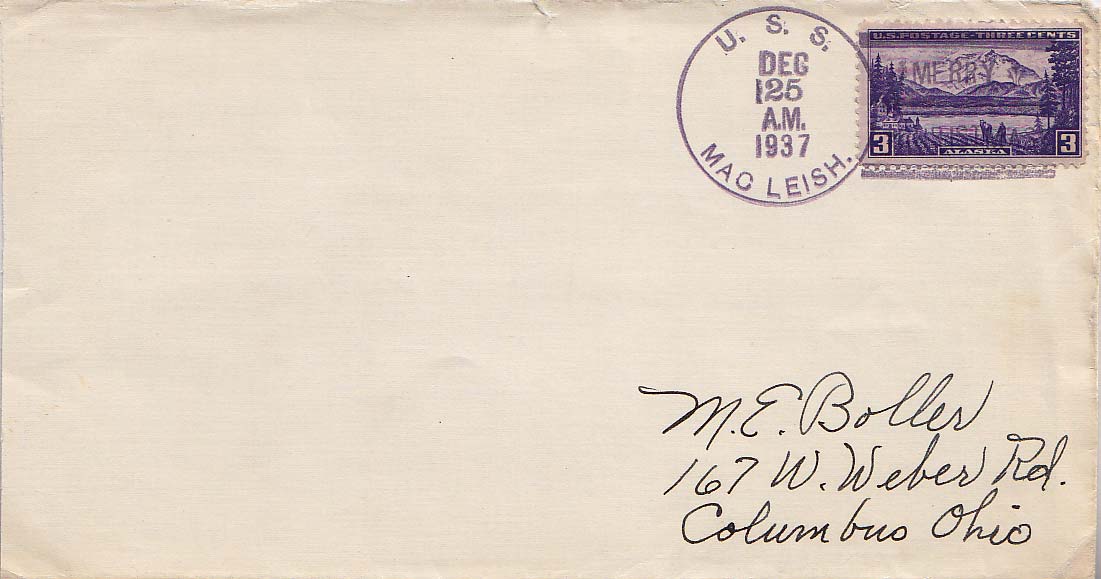 U. S. S.
DEC
25
A.M.
1937
MAC LEISH.
U.S. POSTAGE-THREE CENTS
MERRY
3 ALASKA 3
M.E. Boller
167 W. Weber Rd.
Columbus Ohio